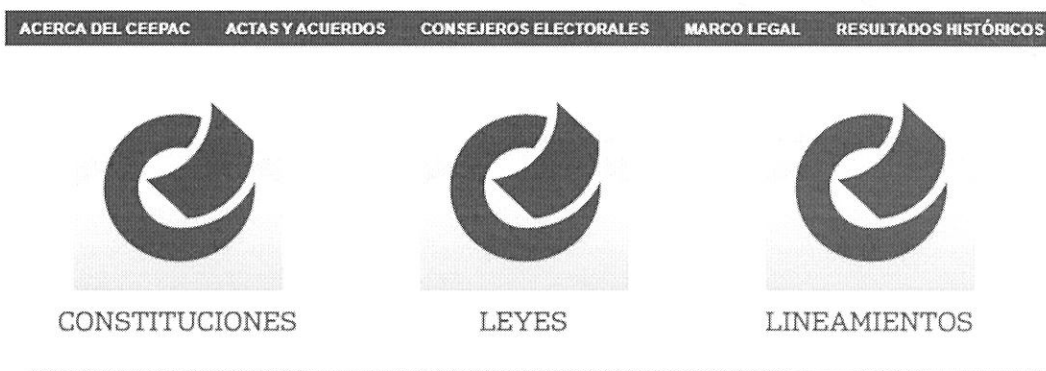 ACERCA DEL CEEPAC ACTAS Y ACUERDOS CONSEJEROS ELECTORALES MARCO LEGAL RESULTADOS HISTÓRICOS
CONSTITUCIONES LEYES LINEAMIENTOS